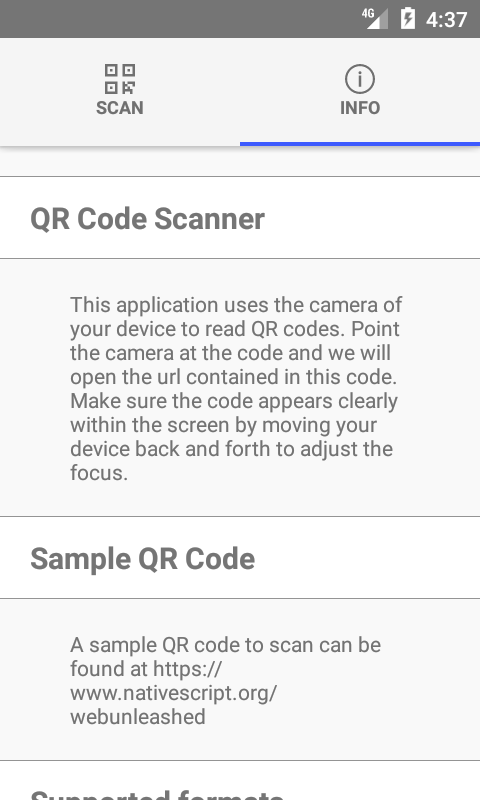 4G
4:37
SCAN
INFO
QR Code Scanner
This application uses the camera of
your device to read QR codes. Point
the camera at the code and we will
open the url contained in this code.
Make sure the code appears clearly
within the screen by moving your
device back and forth to adjust the
focus.
Sample QR Code
A sample QR code to scan can be
found at https://
www.nativescript.org/
webunleashed
Supported formats